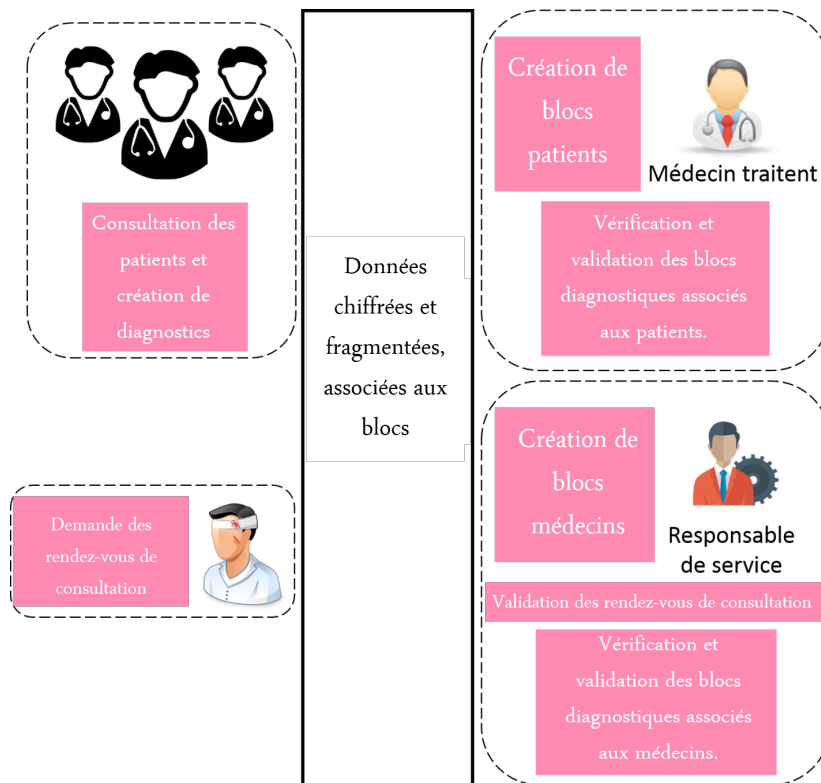 Consultation des
patients et
création de
diagnostics
Demande des
rendez-vous de
consultation
Données
chiffrées et
fragmentées,
associées aux
blocs
Création de
blocs
patients
Médecin traitent
Vérification et
validation des blocs
diagnostiques associés
aux patients.
Création de
blocs
médecins
Responsable
de service
Validation des rendez-vous de consultation
Vérification et
validation des blocs
diagnostiques associés
aux médecins.